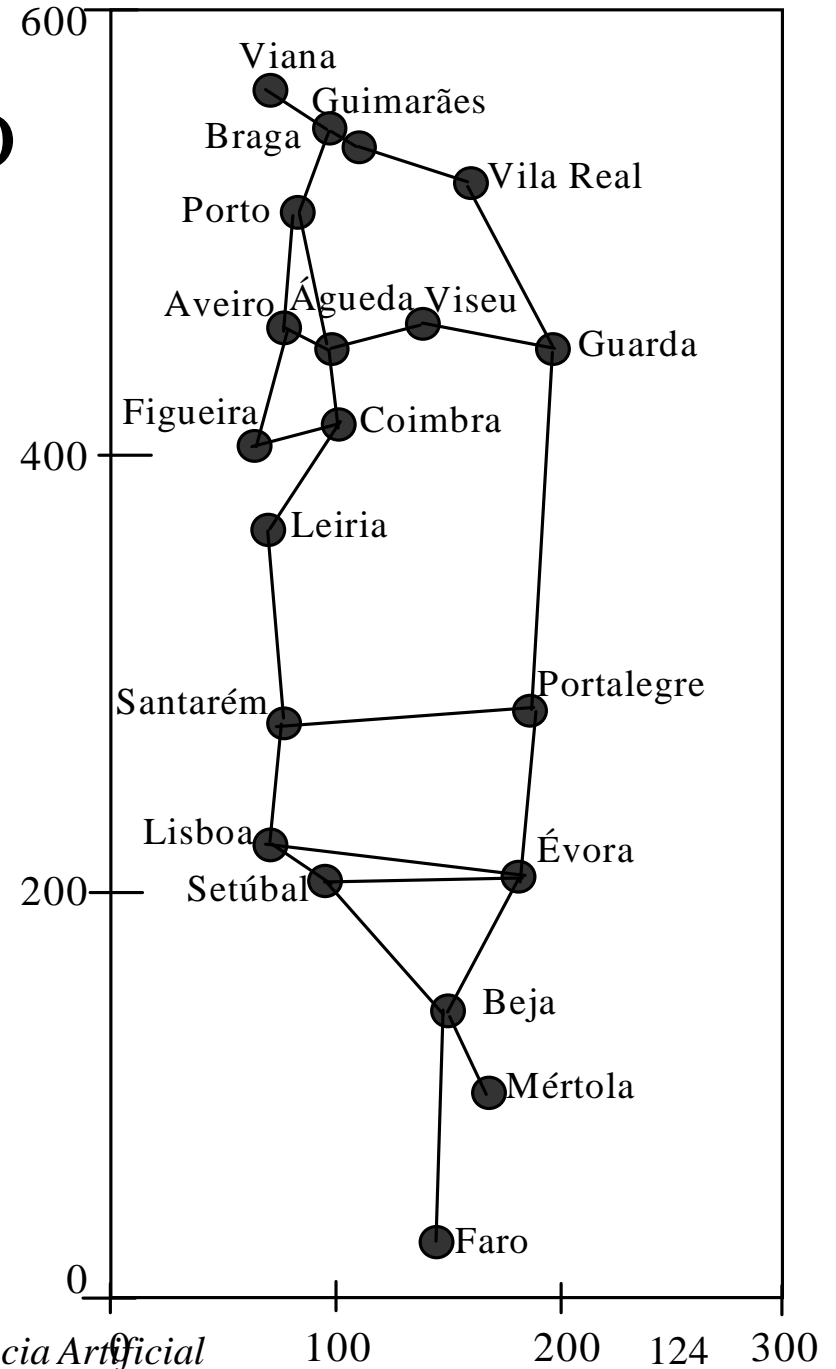 600
Viana
Guimarães
Braga
Vila Real
Porto
Aveiro Águeda Viseu
Guarda
Figueira
Coimbra
400
Leiria
Portalegre
Santarém
Lisboa
Évora
200
Setúbal
Beja
Mértola
Faro
0
0 100 200 300
cia Artificial 124